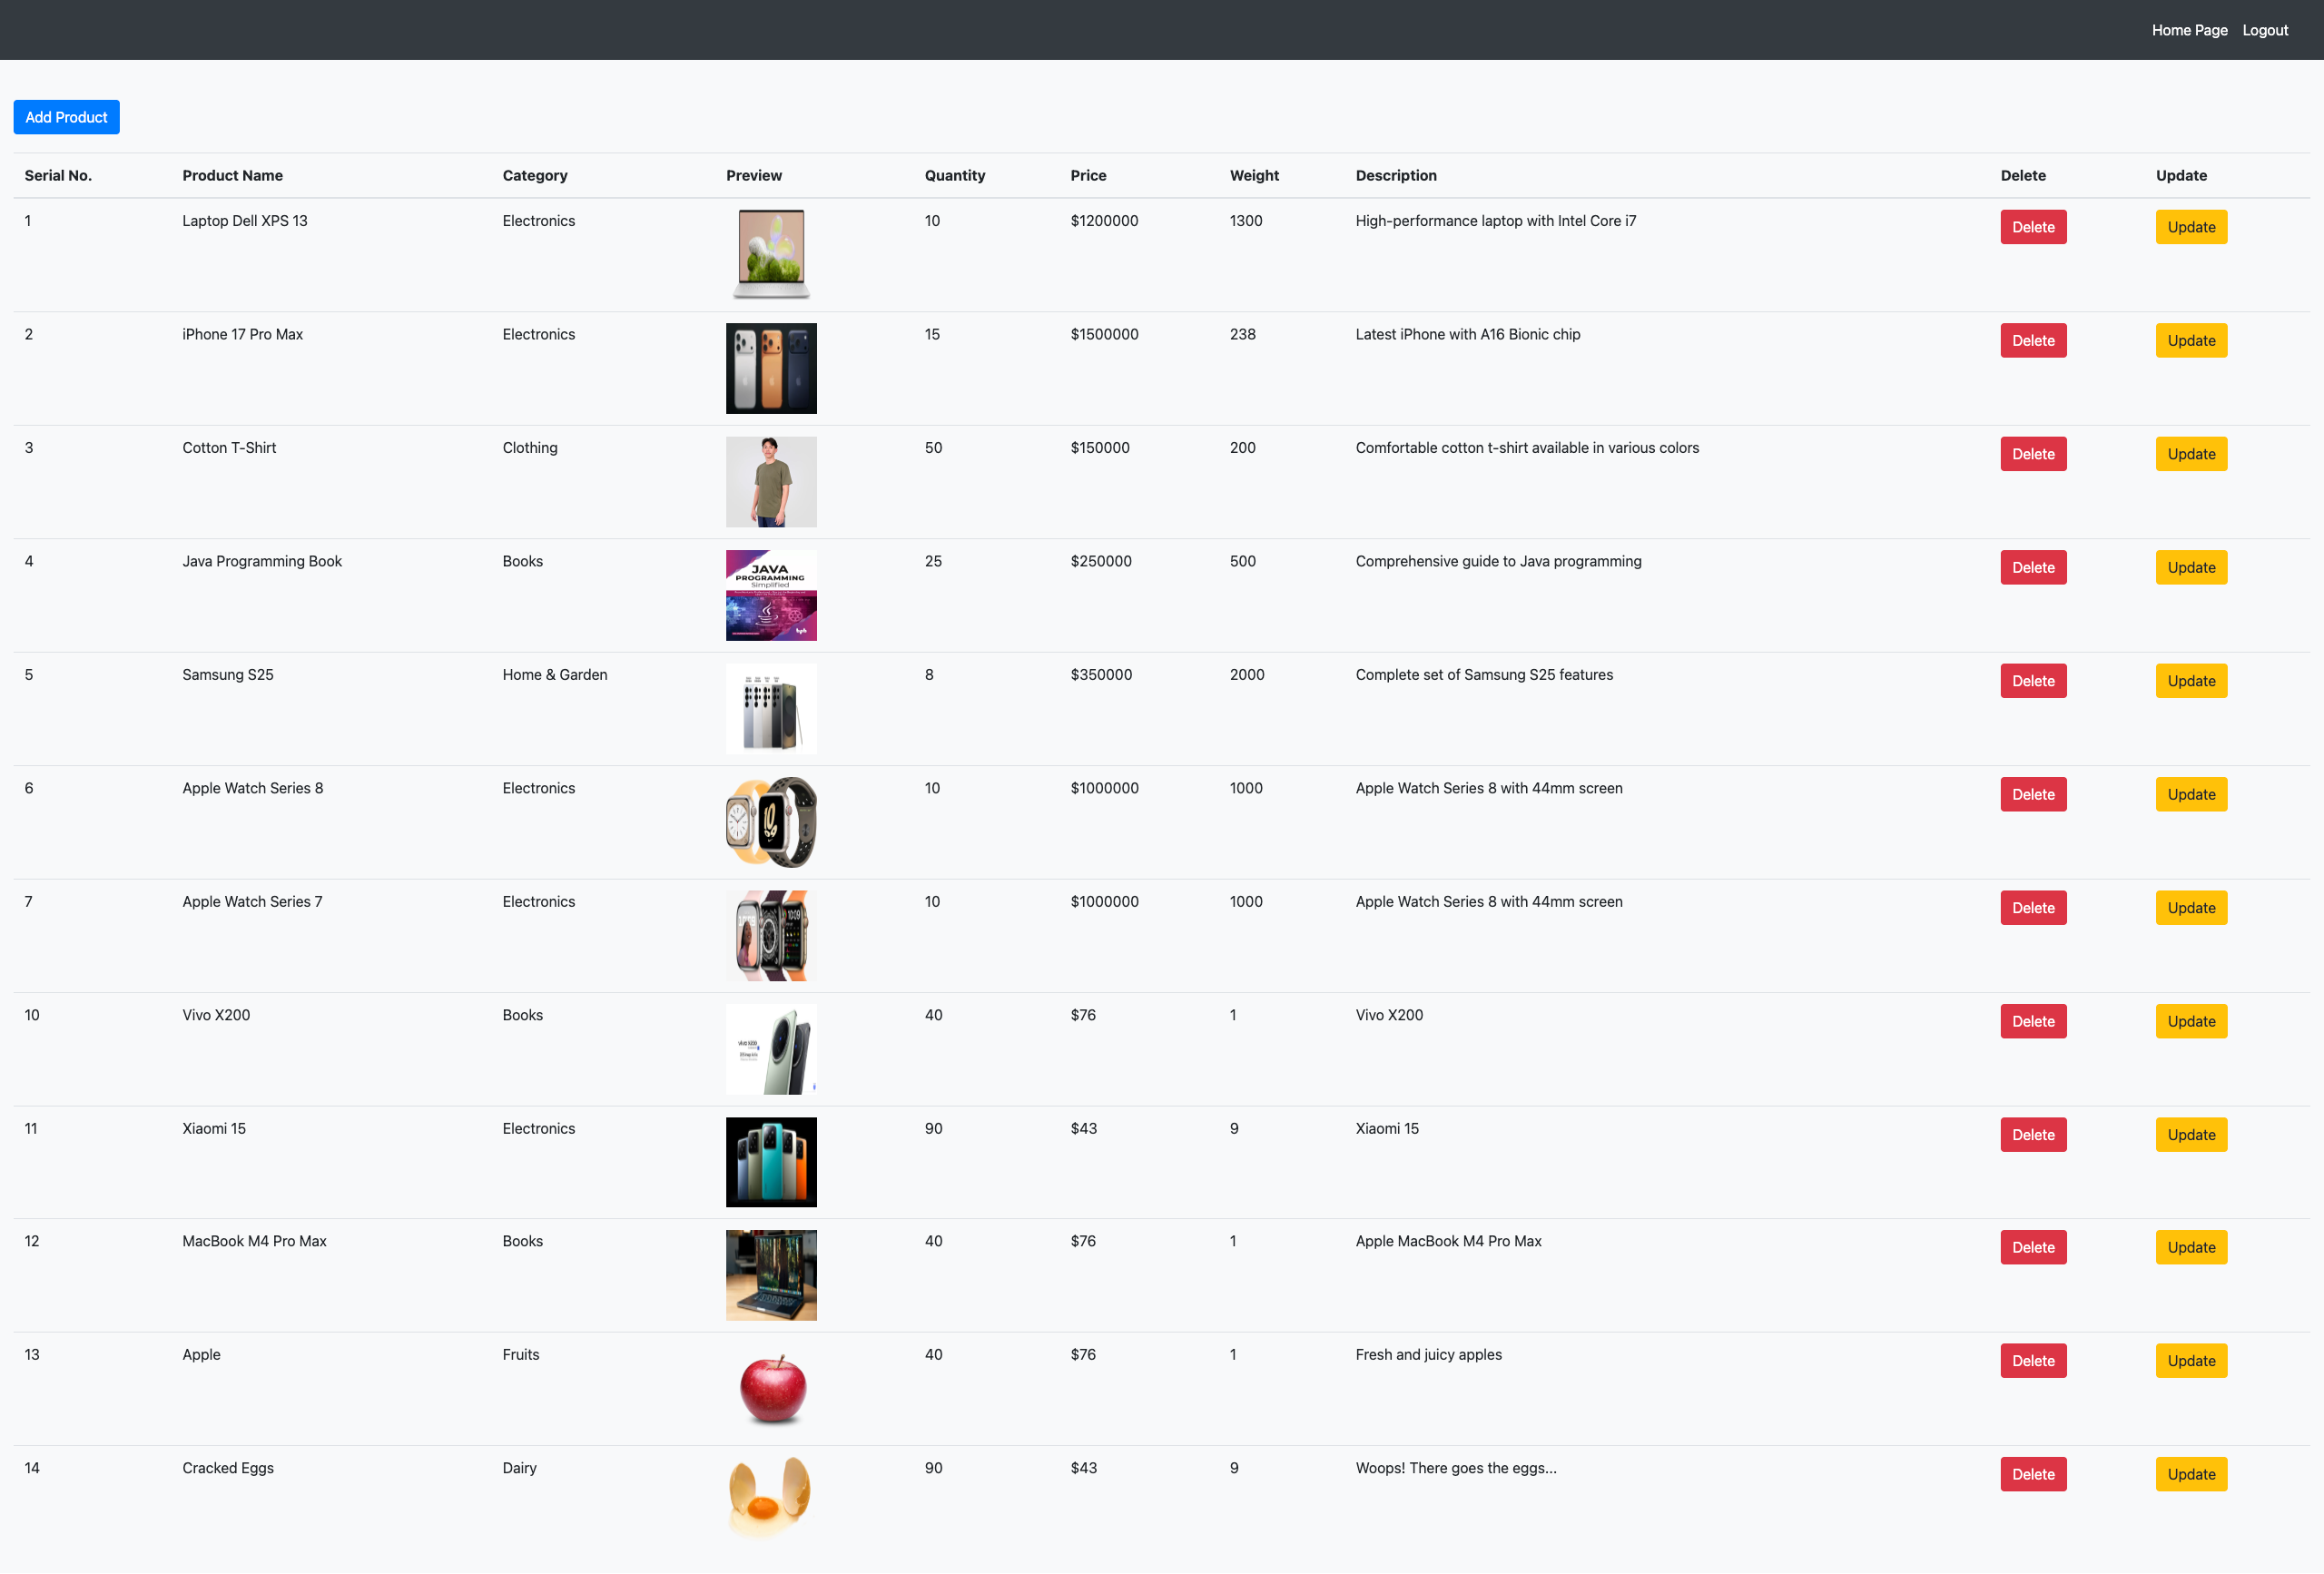 Home Page Logout
Add Product
Serial No. Product Name Category Preview Quantity Price Weight Description Delete Update
1 Laptop Dell XPS 13 Electronics 10 $1200000 1300 High-performance laptop with Intel Core i7 Delete Update
2 iPhone 17 Pro Max Electronics 15 $1500000 238 Latest iPhone with A16 Bionic chip Delete Update
3 Cotton T-Shirt Clothing 50 $150000 200 Comfortable cotton t-shirt available in various colors Delete Update
4 Java Programming Book Books 25 $250000 500 Comprehensive guide to Java programming Delete Update
JAVA
PROGRAMMING
Simplified
5 Samsung S25 Home & Garden 8 $350000 2000 Complete set of Samsung S25 features Delete Update
6 Apple Watch Series 8 Electronics 10 $1000000 1000 Apple Watch Series 8 with 44mm screen Delete Update
7 Apple Watch Series 7 Electronics 10 $1000000 1000 Apple Watch Series 8 with 44mm screen Delete Update
10 Vivo X200 Books 40 $76 1 Vivo X200 Delete Update
vivo X200
11 Xiaomi 15 Electronics 90 $43 9 Xiaomi 15 Delete Update
12 MacBook M4 Pro Max Books 40 $76 1 Apple MacBook M4 Pro Max Delete Update
13 Apple Fruits 40 $76 1 Fresh and juicy apples Delete Update
14 Cracked Eggs Dairy 90 $43 9 Woops! There goes the eggs... Delete Update